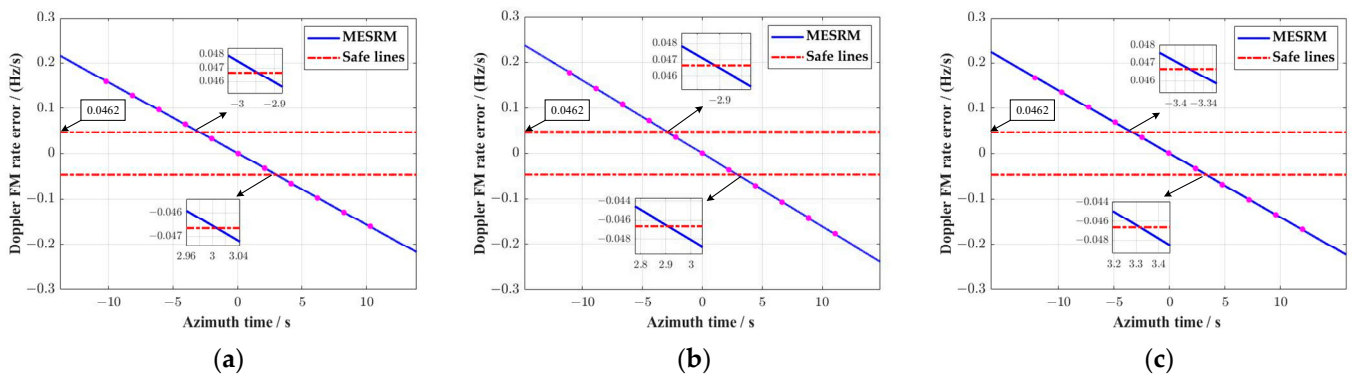 0.3
0.2
0.1
0
−0.1
−0.2
−0.3
Doppler FM rate error / (Hz/s)
MESRM
Safe lines
0.048
0.047
0.046
−3 −2.9
0.0462
−0.046
−0.047
2.96 3 3.04
−10 −5 0 5 10
Azimuth time / s
(a)
0.3
0.2
0.1
0
−0.1
−0.2
−0.3
Doppler FM rate error / (Hz/s)
MESRM
Safe lines
0.048
0.046
−2.9
0.0462
−0.044
−0.046
−0.048
2.8 2.9 3
−10 −5 0 5 10
Azimuth time / s
(b)
0.3
0.2
0.1
0
−0.1
−0.2
−0.3
Doppler FM rate error / (Hz/s)
MESRM
Safe lines
0.048
0.046
−3.4 −3.34
0.0462
−0.044
−0.046
−0.048
3.2 3.3 3.4
−10 −5 0 5 10
Azimuth time / s
(c)